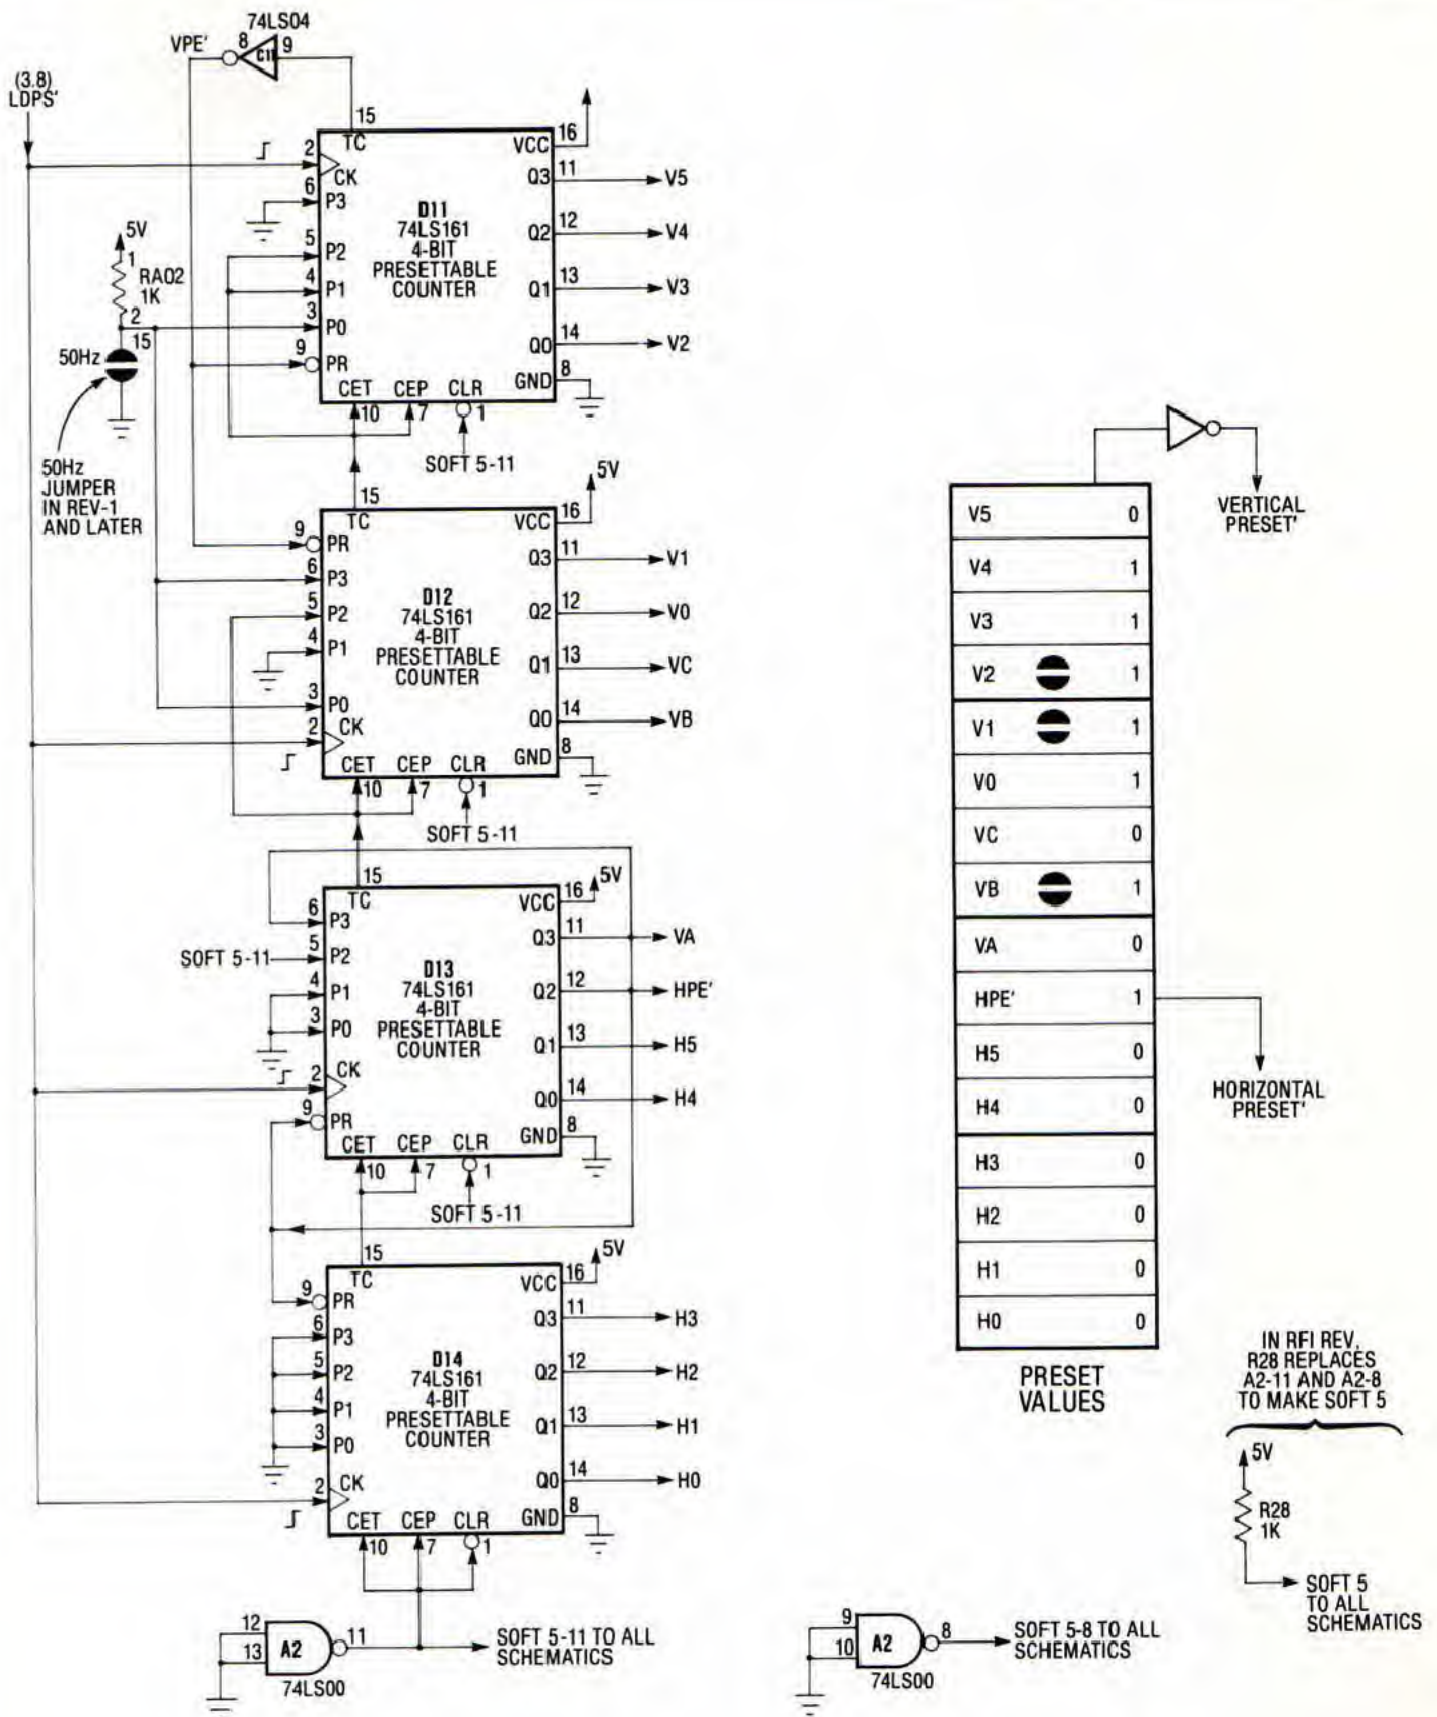 74LS04
VPE' 8 C11 9
(3.8)
LDPS'
15
TC
2 CK
6 P3
5 P2
4 P1
3 P0
9 PR
CET CEP CLR
10 7 1
D11
74LS161
4-BIT
PRESETTABLE
COUNTER
VCC 16
Q3 11 V5
Q2 12 V4
Q1 13 V3
Q0 14 V2
GND 8
SOFT 5-11
5V
1
RA02
1K
2
15
50Hz
50Hz
JUMPER
IN REV-1
AND LATER
15
TC
9 PR
6 P3
5 P2
4 P1
3 P0
2 CK
CET CEP CLR
10 7 1
D12
74LS161
4-BIT
PRESETTABLE
COUNTER
5V
VCC 16
Q3 11 V1
Q2 12 V0
Q1 13 VC
Q0 14 VB
GND 8
SOFT 5-11
15
TC
6 P3
SOFT 5-11 5 P2
4 P1
3 P0
2 CK
9 PR
CET CEP CLR
10 7 1
D13
74LS161
4-BIT
PRESETTABLE
COUNTER
5V
VCC 16
Q3 11 VA
Q2 12 HPE'
Q1 13 H5
Q0 14 H4
GND 8
SOFT 5-11
15
TC
9 PR
6 P3
5 P2
4 P1
3 P0
2 CK
CET CEP CLR
10 7 1
D14
74LS161
4-BIT
PRESETTABLE
COUNTER
5V
VCC 16
Q3 11 H3
Q2 12 H2
Q1 13 H1
Q0 14 H0
GND 8
12
13 A2 11
74LS00
SOFT 5-11 TO ALL
SCHEMATICS
VERTICAL
PRESET'
V5 0
V4 1
V3 1
V2 1
V1 1
V0 1
VC 0
VB 1
VA 0
HPE' 1
H5 0
H4 0
H3 0
H2 0
H1 0
H0 0
HORIZONTAL
PRESET'
PRESET
VALUES
IN RFI REV,
R28 REPLACES
A2-11 AND A2-8
TO MAKE SOFT 5
5V
R28
1K
SOFT 5
TO ALL
SCHEMATICS
9
10 A2 8
74LS00
SOFT 5-8 TO ALL
SCHEMATICS